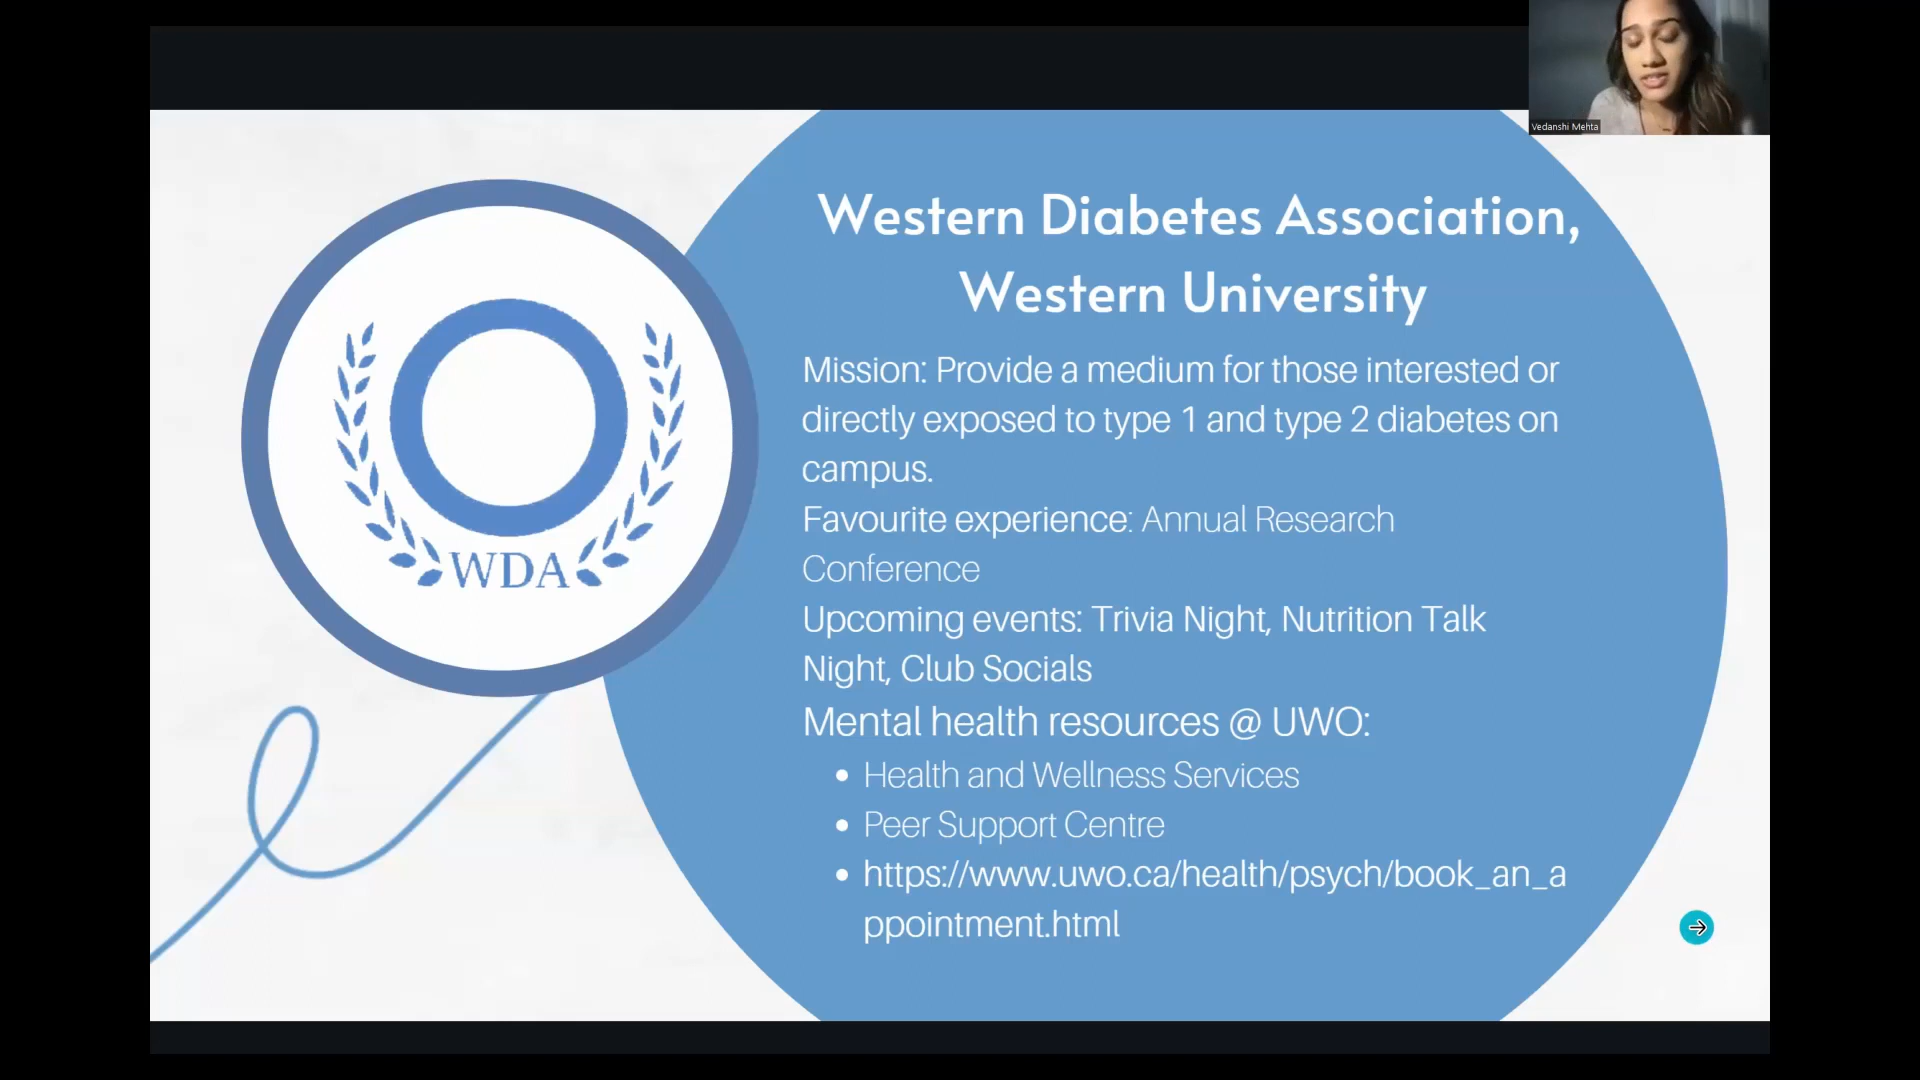 Vedanshi Mehta
Western Diabetes Association,
Western University
WDA
Mission: Provide a medium for those interested or
directly exposed to type 1 and type 2 diabetes on
campus.
Favourite experience: Annual Research
Conference
Upcoming events: Trivia Night, Nutrition Talk
Night, Club Socials
Mental health resources @ UWO:
• Health and Wellness Services
• Peer Support Centre
• https://www.uwo.ca/health/psych/book_an_a
ppointment.html